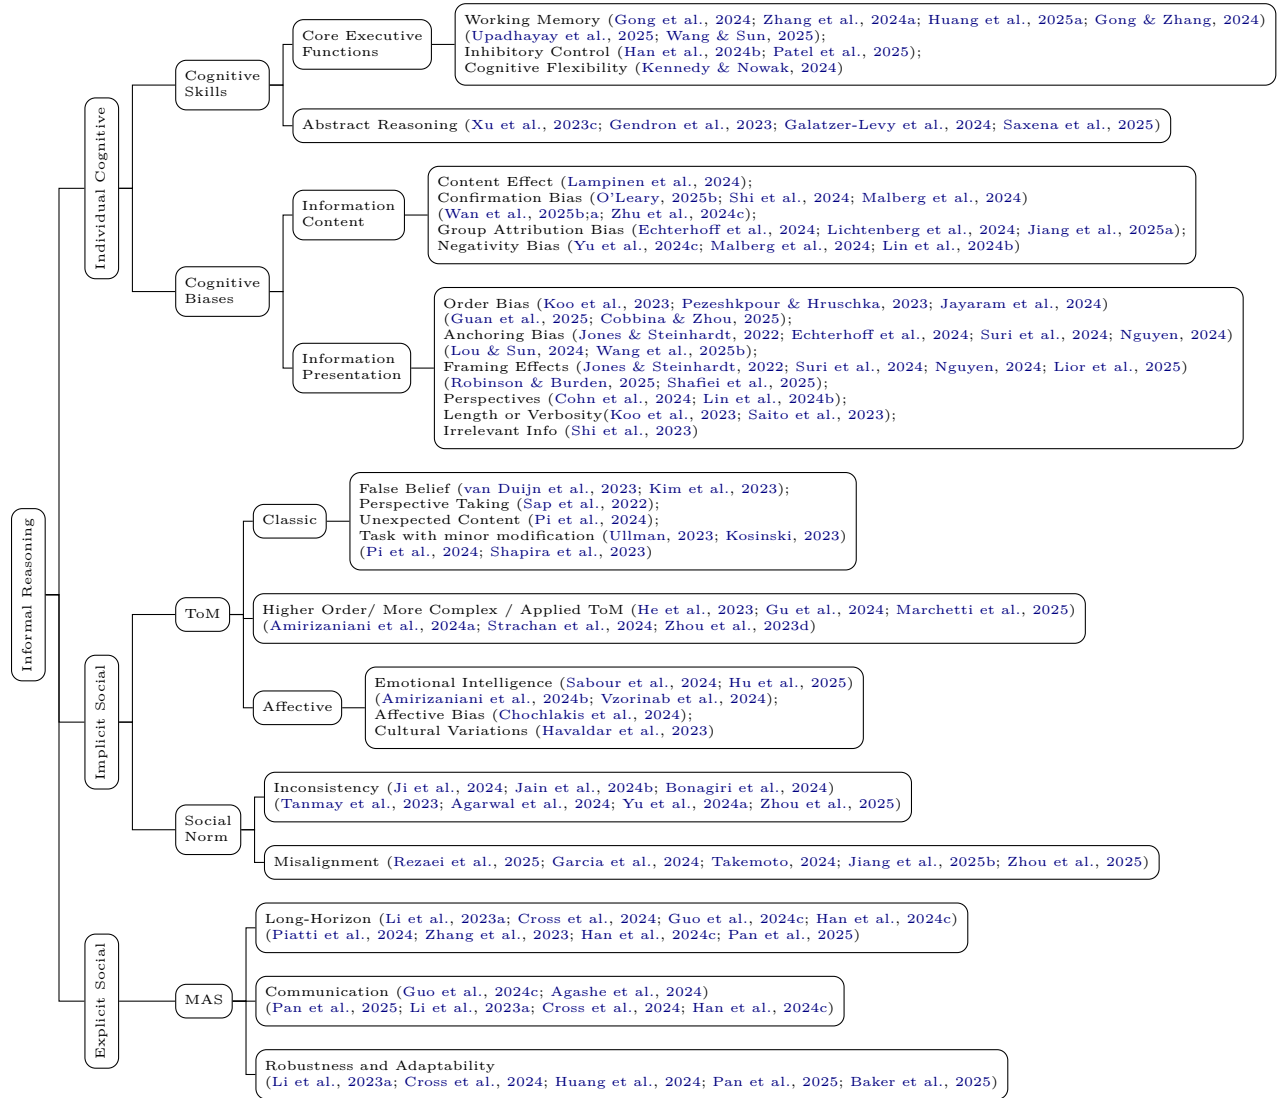 Informal Reasoning
Individual Cognitive
Cognitive
Skills
Core Executive
Functions
Working Memory (Gong et al., 2024; Zhang et al., 2024a; Huang et al., 2025a; Gong & Zhang, 2024)
(Upadhayay et al., 2025; Wang & Sun, 2025);
Inhibitory Control (Han et al., 2024b; Patel et al., 2025);
Cognitive Flexibility (Kennedy & Nowak, 2024)
Abstract Reasoning (Xu et al., 2023c; Gendron et al., 2023; Galatzer-Levy et al., 2024; Saxena et al., 2025)
Cognitive
Biases
Information
Content
Content Effect (Lampinen et al., 2024);
Confirmation Bias (O'Leary, 2025b; Shi et al., 2024; Malberg et al., 2024)
(Wan et al., 2025b;a; Zhu et al., 2024c);
Group Attribution Bias (Echterhoff et al., 2024; Lichtenberg et al., 2024; Jiang et al., 2025a);
Negativity Bias (Yu et al., 2024c; Malberg et al., 2024; Lin et al., 2024b)
Information
Presentation
Order Bias (Koo et al., 2023; Pezeshkpour & Hruschka, 2023; Jayaram et al., 2024)
(Guan et al., 2025; Cobbina & Zhou, 2025);
Anchoring Bias (Jones & Steinhardt, 2022; Echterhoff et al., 2024; Suri et al., 2024; Nguyen, 2024)
(Lou & Sun, 2024; Wang et al., 2025b);
Framing Effects (Jones & Steinhardt, 2022; Suri et al., 2024; Nguyen, 2024; Lior et al., 2025)
(Robinson & Burden, 2025; Shafiei et al., 2025);
Perspectives (Cohn et al., 2024; Lin et al., 2024b);
Length or Verbosity(Koo et al., 2023; Saito et al., 2023);
Irrelevant Info (Shi et al., 2023)
Implicit Social
ToM
Classic
False Belief (van Duijn et al., 2023; Kim et al., 2023);
Perspective Taking (Sap et al., 2022);
Unexpected Content (Pi et al., 2024);
Task with minor modification (Ullman, 2023; Kosinski, 2023)
(Pi et al., 2024; Shapira et al., 2023)
Higher Order/ More Complex / Applied ToM (He et al., 2023; Gu et al., 2024; Marchetti et al., 2025)
(Amirizaniani et al., 2024a; Strachan et al., 2024; Zhou et al., 2023d)
Affective
Emotional Intelligence (Sabour et al., 2024; Hu et al., 2025)
(Amirizaniani et al., 2024b; Vzorinab et al., 2024);
Affective Bias (Chochlakis et al., 2024);
Cultural Variations (Havaldar et al., 2023)
Social
Norm
Inconsistency (Ji et al., 2024; Jain et al., 2024b; Bonagiri et al., 2024)
(Tanmay et al., 2023; Agarwal et al., 2024; Yu et al., 2024a; Zhou et al., 2025)
Misalignment (Rezaei et al., 2025; Garcia et al., 2024; Takemoto, 2024; Jiang et al., 2025b; Zhou et al., 2025)
Explicit Social
MAS
Long-Horizon (Li et al., 2023a; Cross et al., 2024; Guo et al., 2024c; Han et al., 2024c)
(Piatti et al., 2024; Zhang et al., 2023; Han et al., 2024c; Pan et al., 2025)
Communication (Guo et al., 2024c; Agashe et al., 2024)
(Pan et al., 2025; Li et al., 2023a; Cross et al., 2024; Han et al., 2024c)
Robustness and Adaptability
(Li et al., 2023a; Cross et al., 2024; Huang et al., 2024; Pan et al., 2025; Baker et al., 2025)